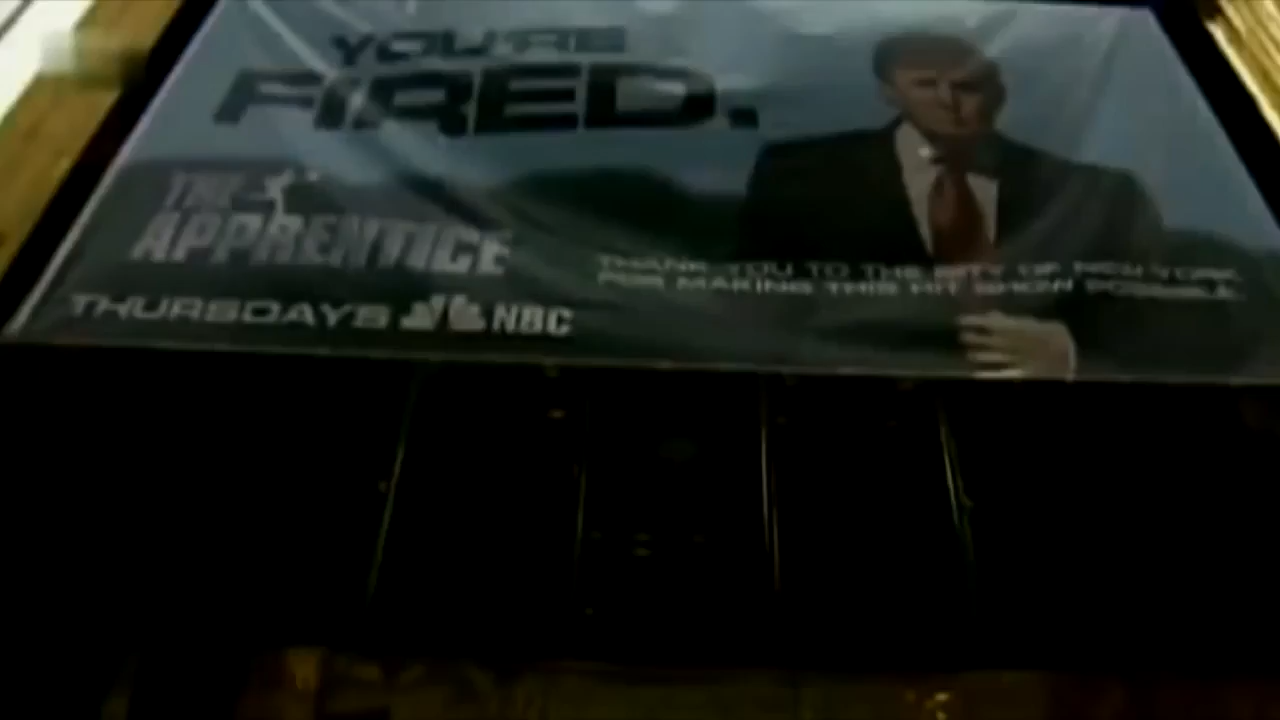 YOU'RE
FIRED.
THE
APPRENTICE
THURSDAYS NBC
THANK YOU TO THE CITY OF NEW YORK
FOR MAKING THIS HIT SHOW POSSIBLE.